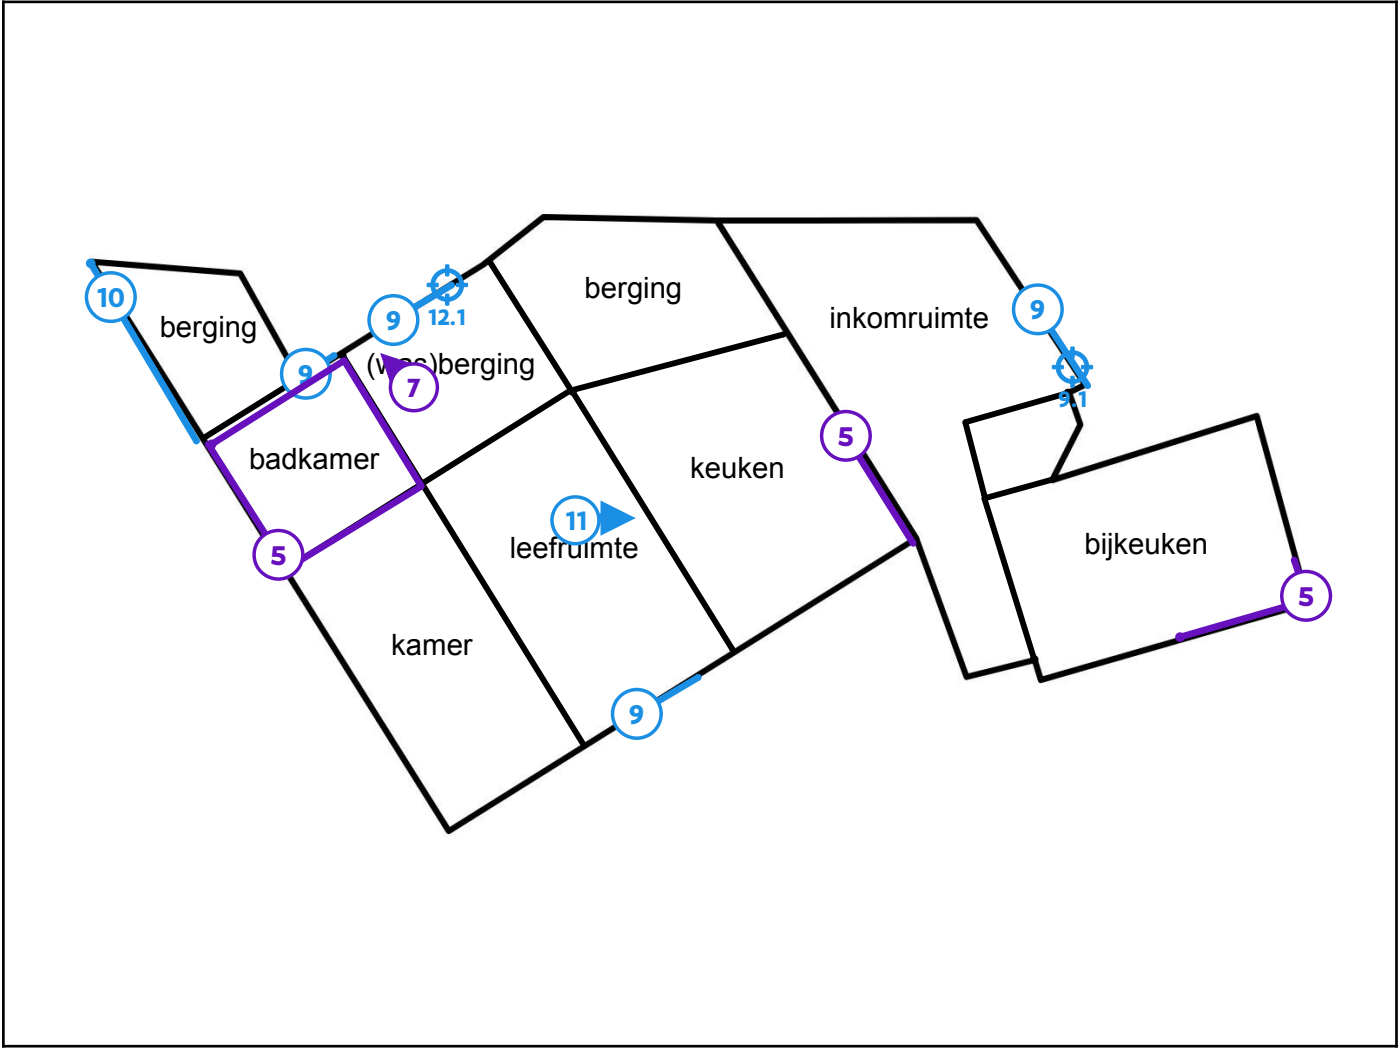 berging
inkomruimte
9
10
berging
9
12.1
9
(was)berging
7
9.1
5
badkamer
keuken
11
leefruimte
5
bijkeuken
5
kamer
9